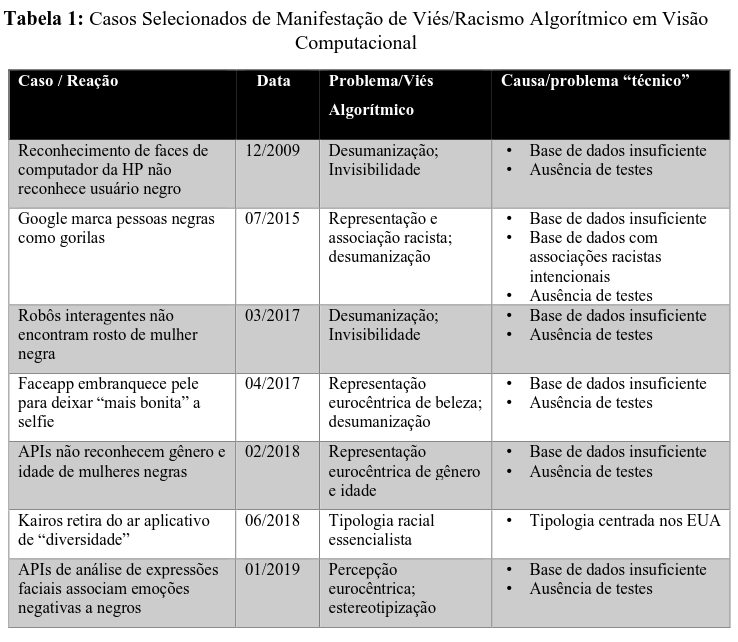 Tabela 1: Casos Selecionados de Manifestação de Viés/Racismo Algorítmico em Visão
Computacional
Caso / Reação
Data
Problema/Viés
Algorítmico
Causa/problema “técnico”
Reconhecimento de faces de
computador da HP não
reconhece usuário negro
12/2009
Desumanização;
Invisibilidade
• Base de dados insuficiente
• Ausência de testes
Google marca pessoas negras
como gorilas
07/2015
Representação e
associação racista;
desumanização
• Base de dados insuficiente
• Base de dados com
associações racistas
intencionais
• Ausência de testes
Robôs interagentes não
encontram rosto de mulher
negra
03/2017
Desumanização;
Invisibilidade
• Base de dados insuficiente
• Ausência de testes
Faceapp embranquece pele
para deixar “mais bonita” a
selfie
04/2017
Representação
eurocêntrica de beleza;
desumanização
• Base de dados insuficiente
• Ausência de testes
APIs não reconhecem gênero e
idade de mulheres negras
02/2018
Representação
eurocêntrica de gênero
e idade
• Base de dados insuficiente
• Ausência de testes
Kairos retira do ar aplicativo
de “diversidade”
06/2018
Tipologia racial
essencialista
• Tipologia centrada nos EUA
APIs de análise de expressões
faciais associam emoções
negativas a negros
01/2019
Percepção
eurocêntrica;
estereotipização
• Base de dados insuficiente
• Ausência de testes